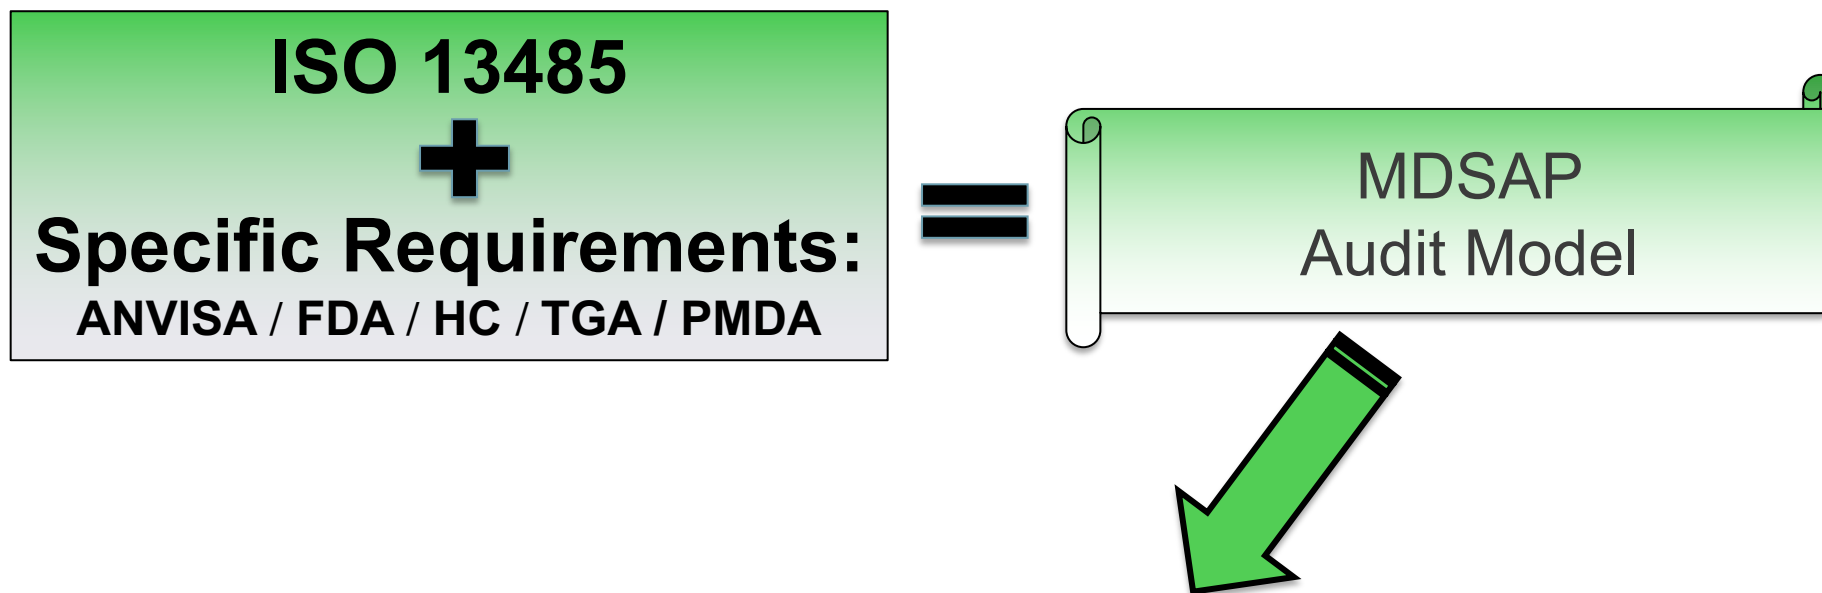 ISO 13485
Specific Requirements:
ANVISA / FDA / HC / TGA / PMDA
MDSAP
Audit Model